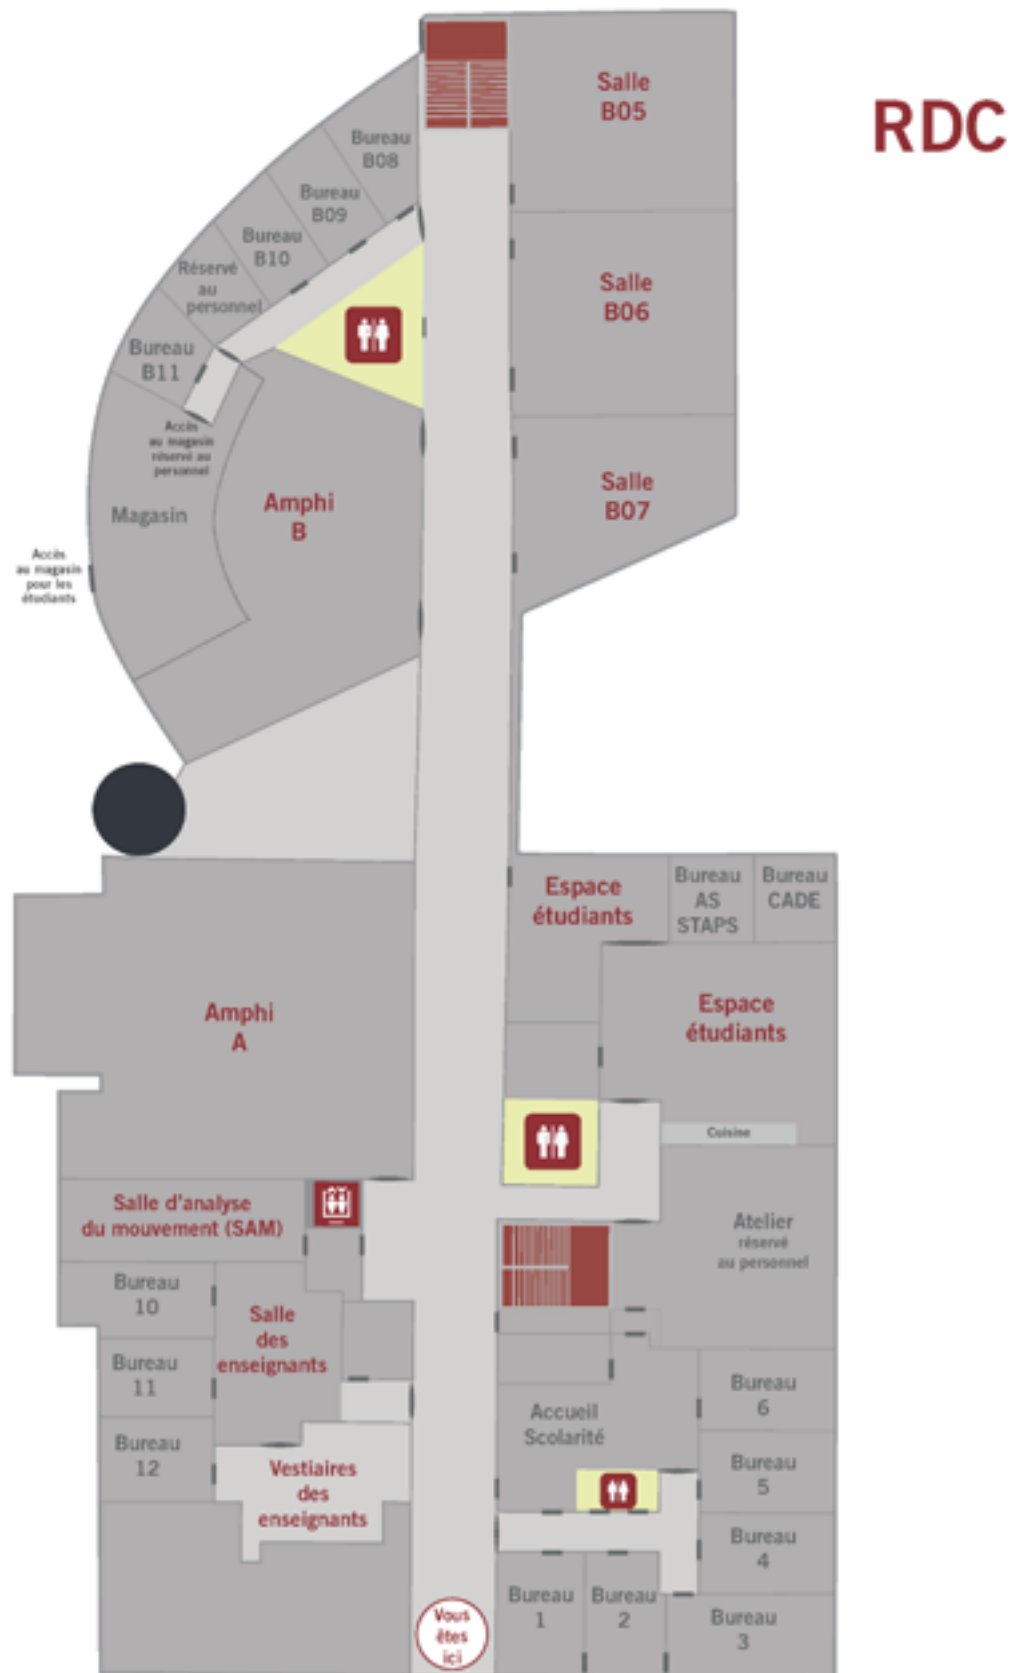 RDC
Salle
B05
Bureau
B08
Bureau
B09
Bureau
B10
Réservé
au
personnel
Salle
B06
Bureau
B11
Accès
au magasin
réservé au
personnel
Salle
B07
Amphi
B
Magasin
Accès
au magasin
pour les
étudiants
Espace
étudiants
Bureau
AS
STAPS
Bureau
CADE
Amphi
A
Espace
étudiants
Cuisine
Salle d'analyse
du mouvement (SAM)
Atelier
réservé
au personnel
Bureau
10
Salle
des
enseignants
Bureau
11
Bureau
6
Accueil
Scolarité
Bureau
12
Vestiaires
des
enseignants
Bureau
5
Bureau
4
Bureau
1
Bureau
2
Bureau
3
Vous
êtes
ici